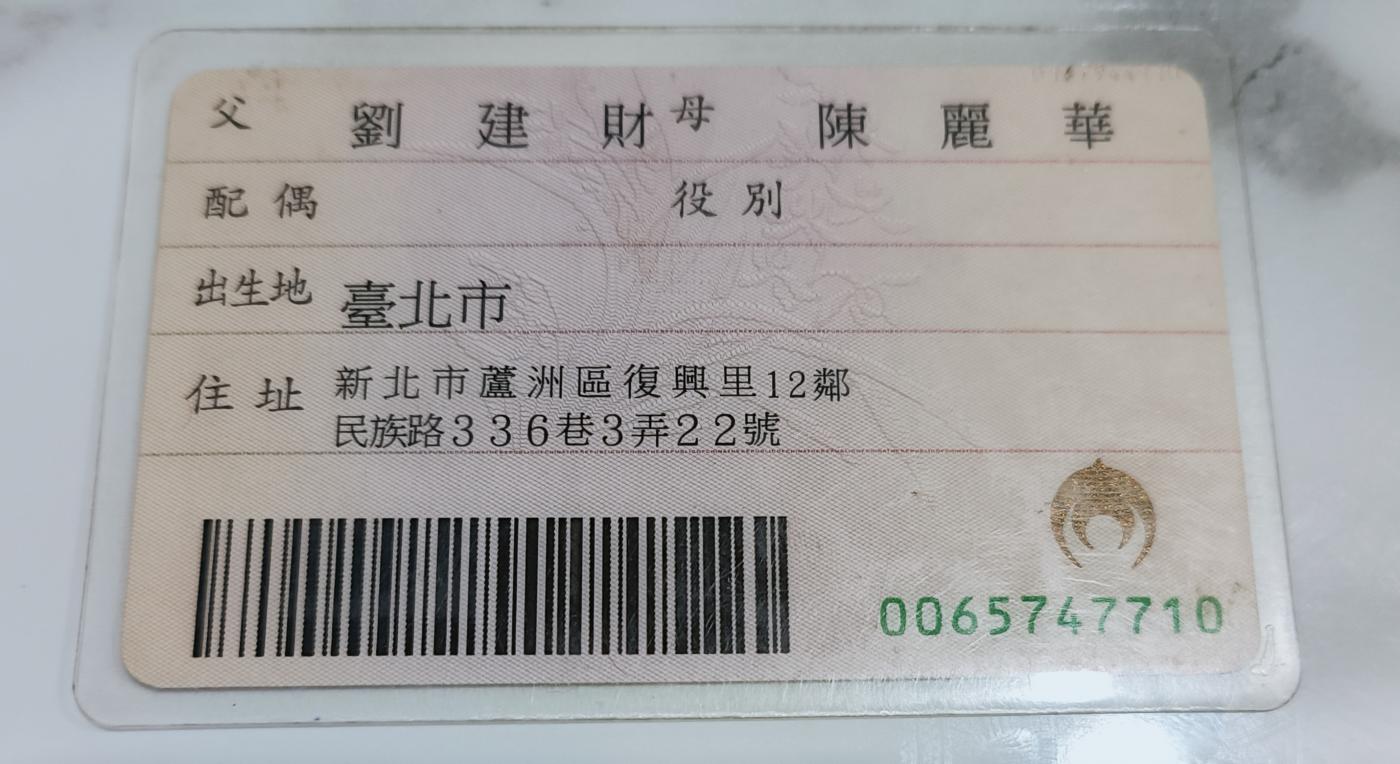 父 劉建財 母 陳麗華
配偶 役別
出生地 臺北市
住址 新北市蘆洲區復興里12鄰
民族路336巷3弄22號
0065747710